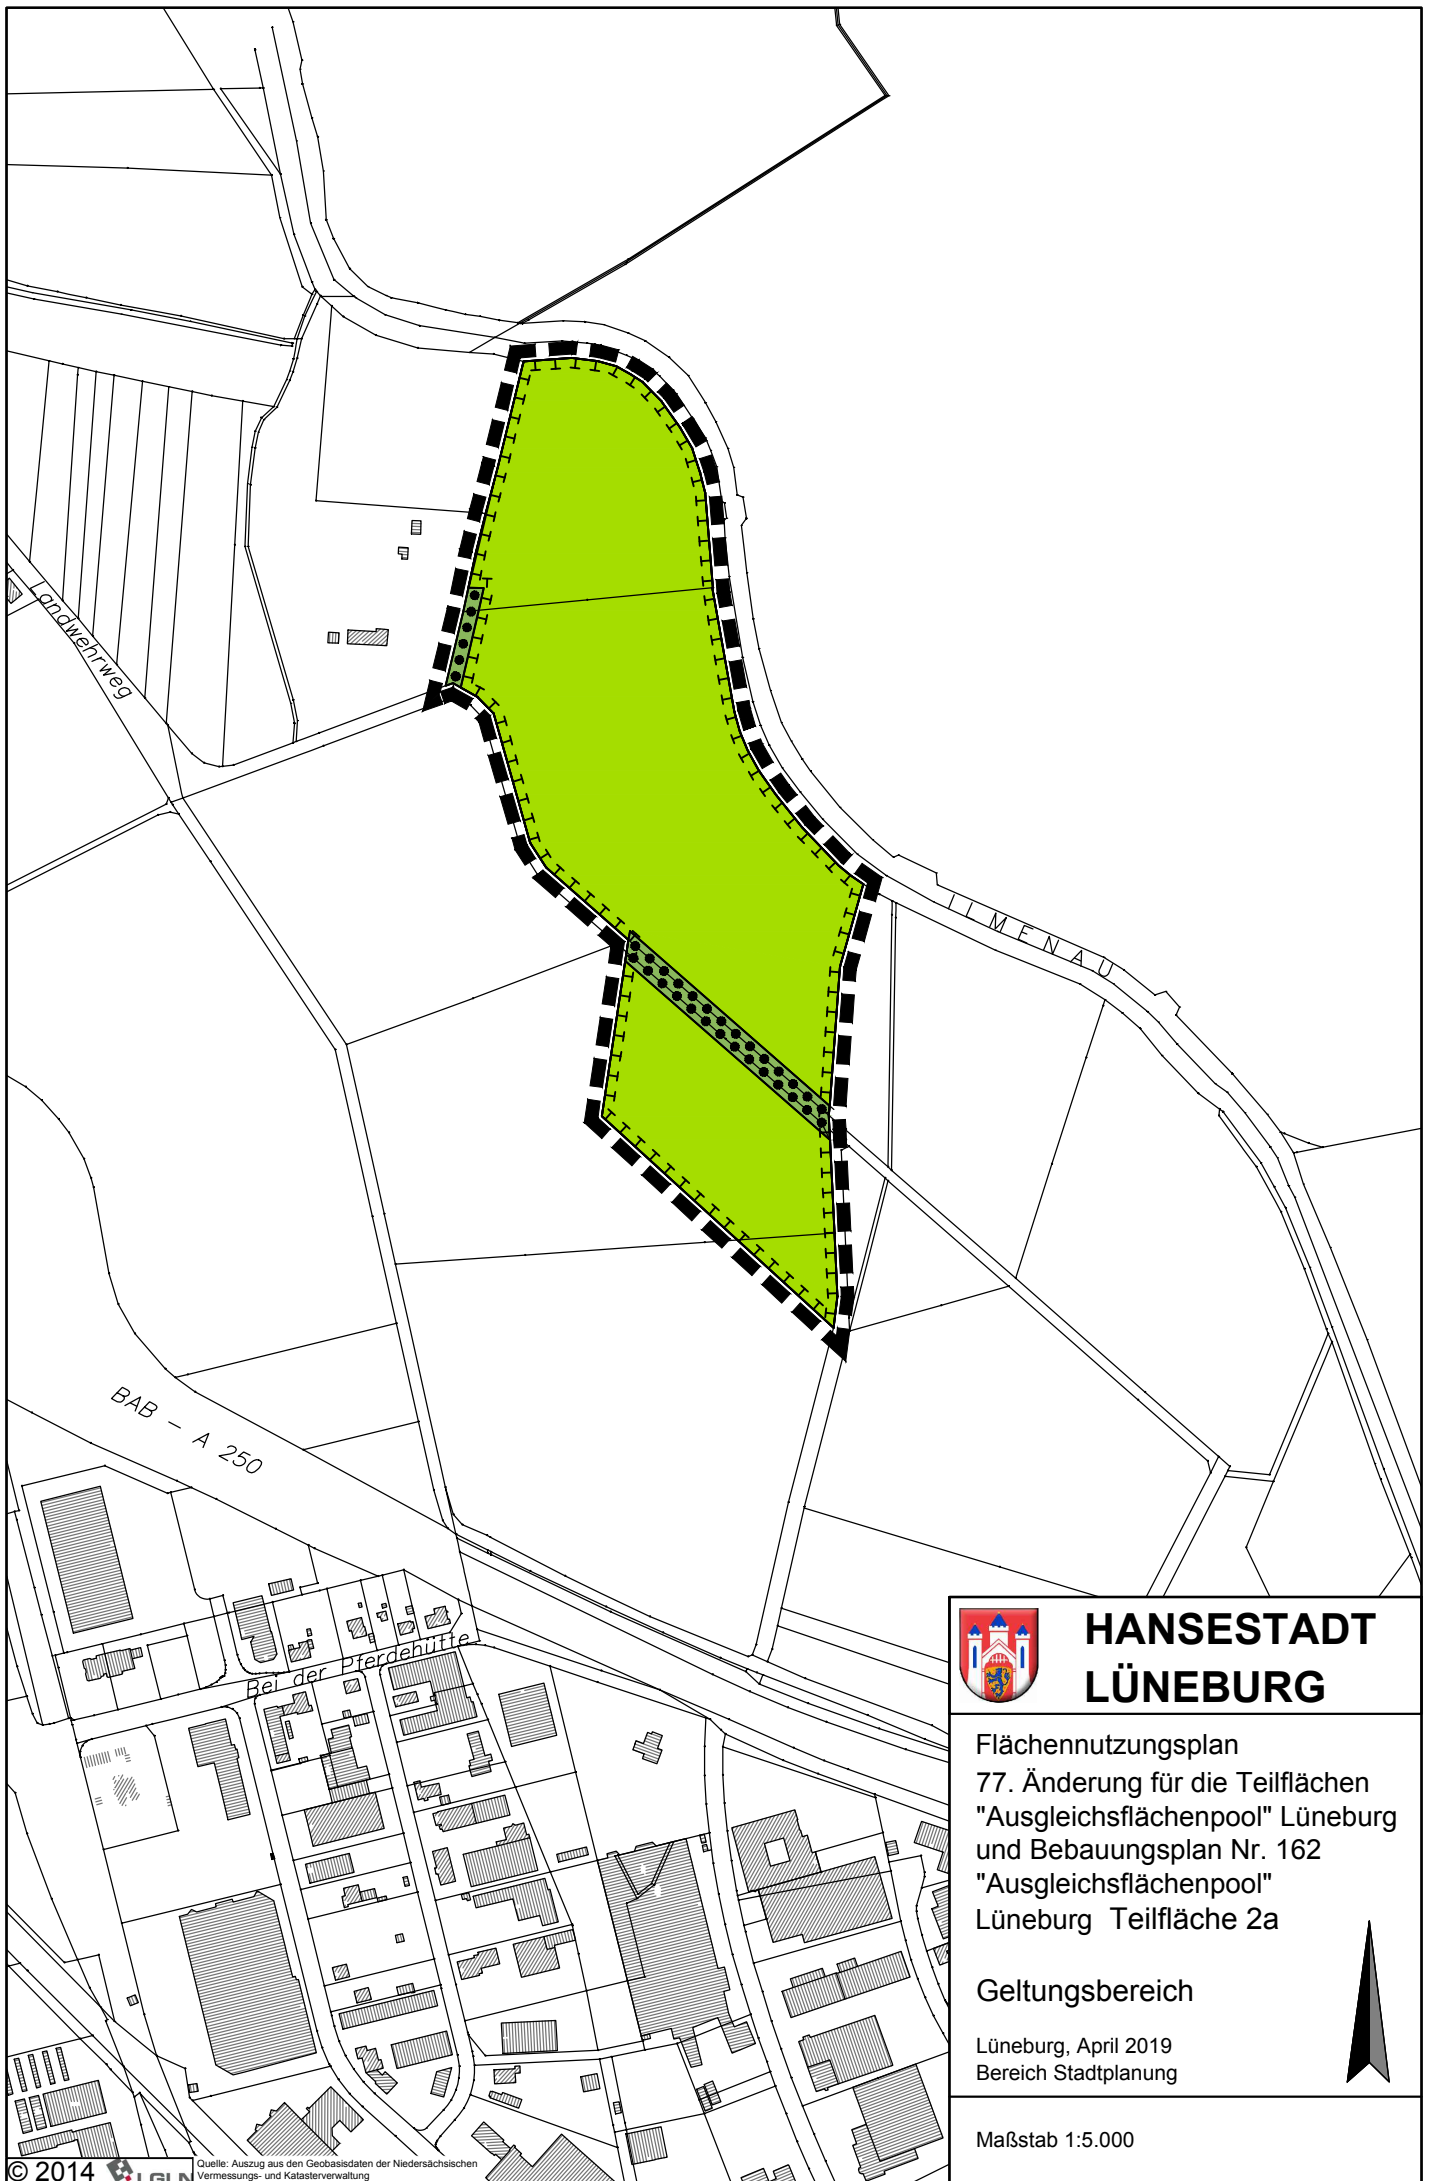 Landwehrweg
ILMENAU
BAB - A 250
Bei der Pferdehütte
HANSESTADT
LÜNEBURG
Flächennutzungsplan
77. Änderung für die Teilflächen
"Ausgleichsflächenpool" Lüneburg
und Bebauungsplan Nr. 162
"Ausgleichsflächenpool"
Lüneburg Teilfläche 2a
Geltungsbereich
Lüneburg, April 2019
Bereich Stadtplanung
Maßstab 1:5.000
© 2014 LGLN
Quelle: Auszug aus den Geobasisdaten der Niedersächsischen
Vermessungs- und Katasterverwaltung